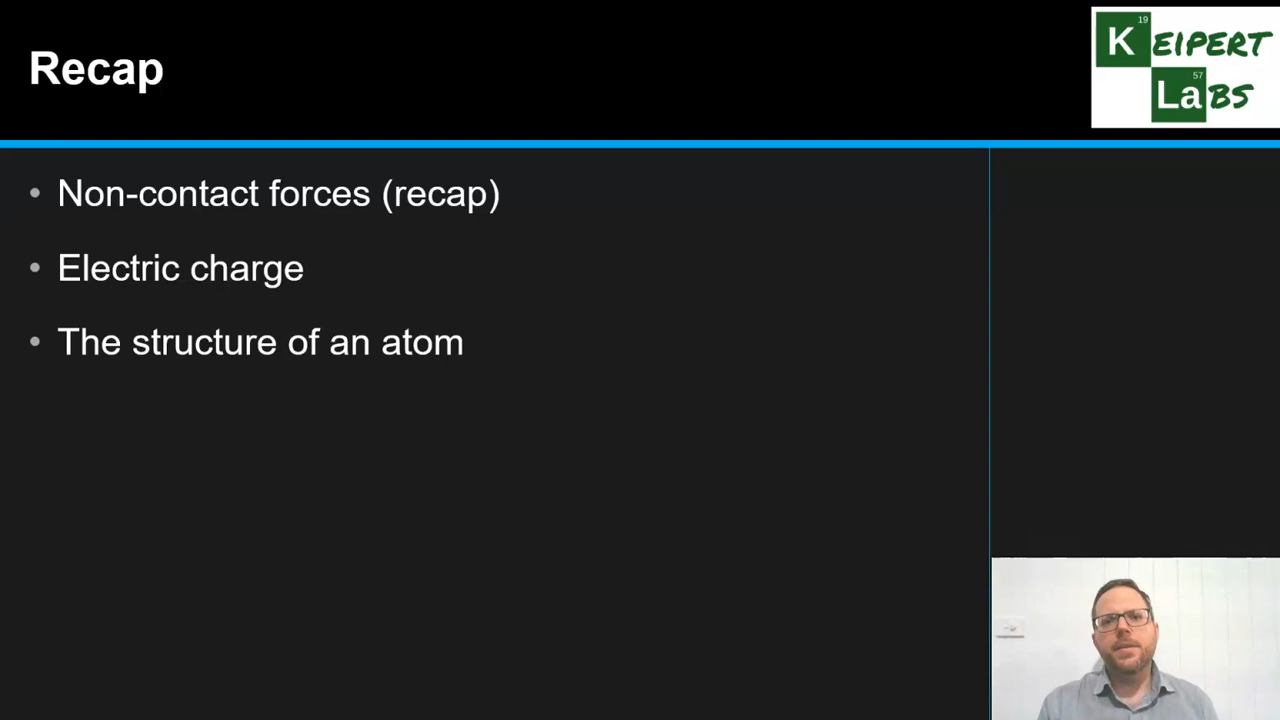 Recap
19
KEIPERT
57
LaBS
• Non-contact forces (recap)
• Electric charge
• The structure of an atom